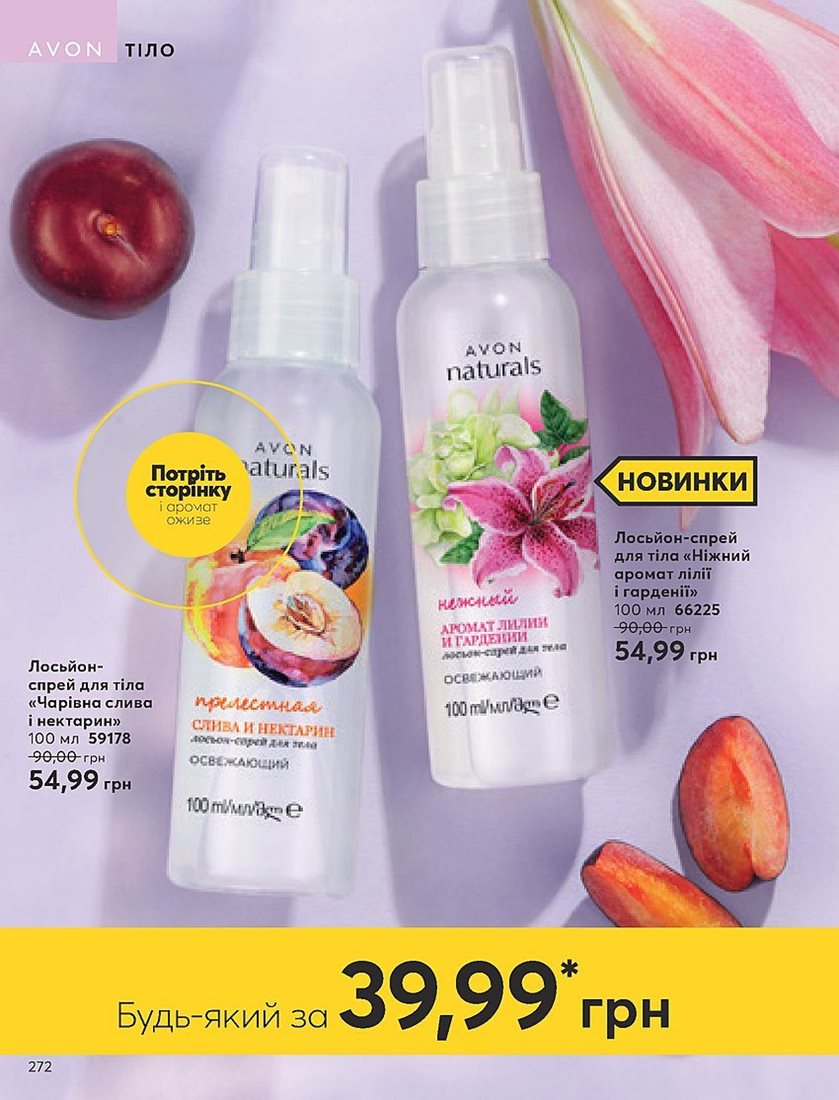 AVON ТІЛО
AVON
naturals
нежный
АРОМАТ ЛИЛИИ
И ГАРДЕНИИ
лосьон-спрей для тела
ОСВЕЖАЮЩИЙ
100 ml/мл/მლ e
НОВИНКИ
Лосьйон-спрей
для тіла «Ніжний
аромат лілії
і гарденії»
100 мл 66225
90,00 грн
54,99 грн
Потріть
сторінку
і аромат
оживе
AVON
naturals
прелестная
СЛИВА И НЕКТАРИН
лосьон-спрей для тела
ОСВЕЖАЮЩИЙ
100 ml/мл/მლ e
Лосьйон-
спрей для тіла
«Чарівна слива
і нектарин»
100 мл 59178
90,00 грн
54,99 грн
Будь-який за 39,99* грн
272